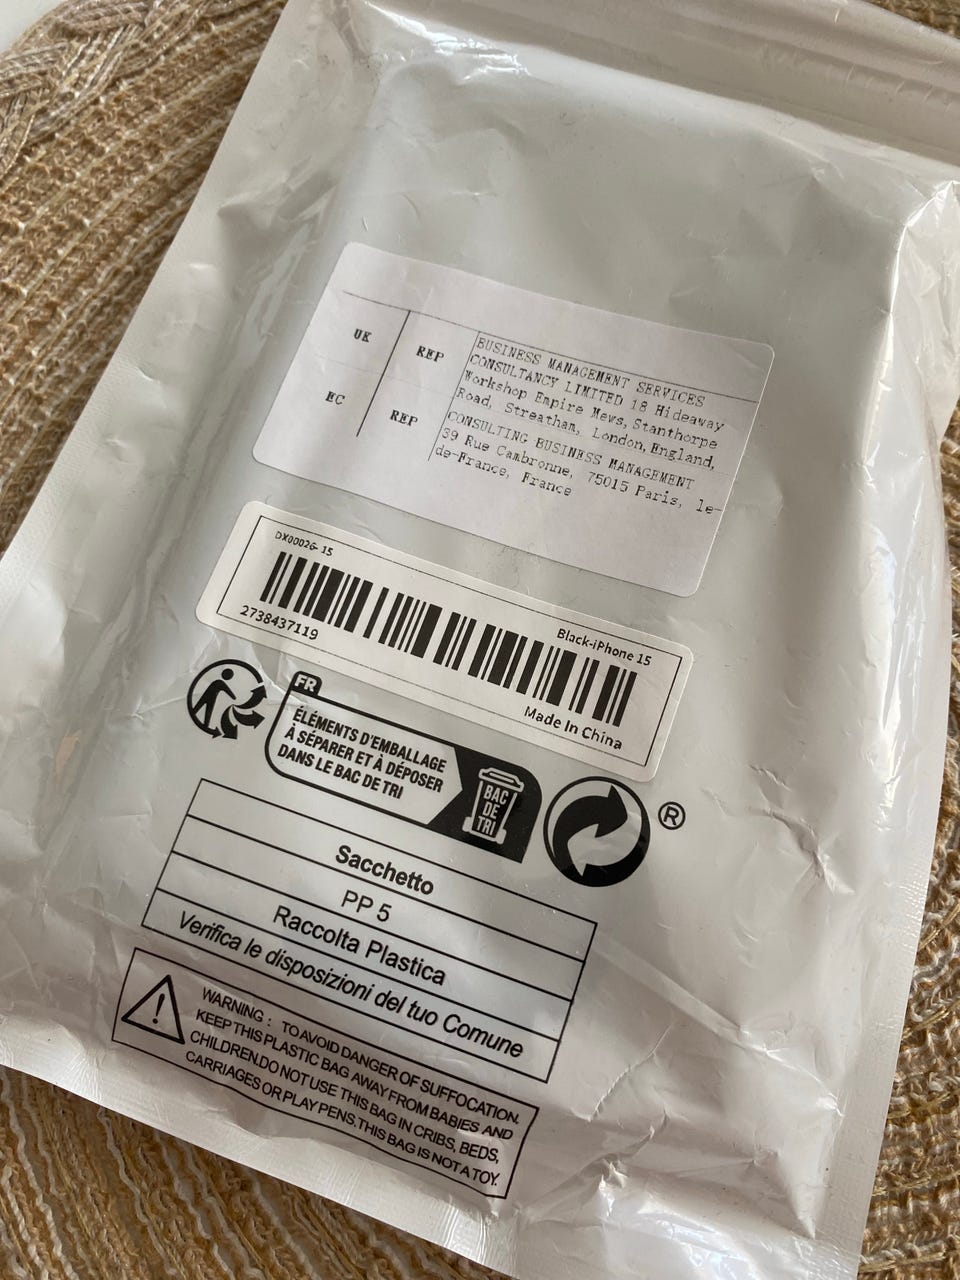 UK REP
BUSINESS MANAGEMENT SERVICES
CONSULTANCY LIMITED 18 Hideaway
Workshop Empire Mews, Stanthorpe
Road, Streatham, London, England,
EC REP
CONSULTING BUSINESS MANAGEMENT
39 Rue Cambronne, 75015 Paris, le-
de-France, France
DX0002G-15
2738437119
Black-iPhone 15
Made In China
FR
ÉLÉMENTS D'EMBALLAGE
À SÉPARER ET À DÉPOSER
DANS LE BAC DE TRI
BAC
DE
TRI
®
Sacchetto
PP 5
Raccolta Plastica
Verifica le disposizioni del tuo Comune
WARNING : TO AVOID DANGER OF SUFFOCATION.
KEEP THIS PLASTIC BAG AWAY FROM BABIES AND
CHILDREN.DO NOT USE THIS BAG IN CRIBS, BEDS,
CARRIAGES OR PLAY PENS.THIS BAG IS NOT A TOY.